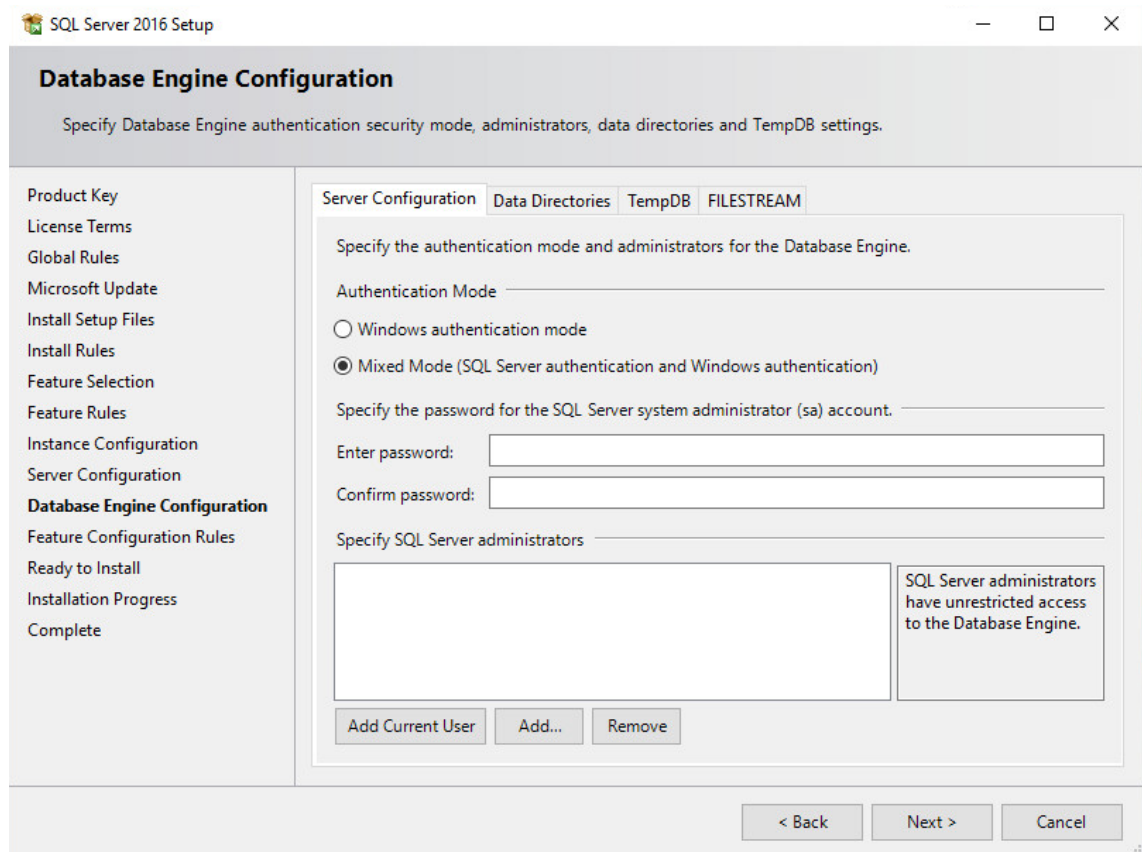 SQL Server 2016 Setup
Database Engine Configuration
Specify Database Engine authentication security mode, administrators, data directories and TempDB settings.
Product Key
License Terms
Global Rules
Microsoft Update
Install Setup Files
Install Rules
Feature Selection
Feature Rules
Instance Configuration
Server Configuration
Database Engine Configuration
Feature Configuration Rules
Ready to Install
Installation Progress
Complete
Server Configuration Data Directories TempDB FILESTREAM
Specify the authentication mode and administrators for the Database Engine.
Authentication Mode
Windows authentication mode
Mixed Mode (SQL Server authentication and Windows authentication)
Specify the password for the SQL Server system administrator (sa) account.
Enter password:
Confirm password:
Specify SQL Server administrators
SQL Server administrators
have unrestricted access
to the Database Engine.
Add Current User Add... Remove
< Back Next > Cancel